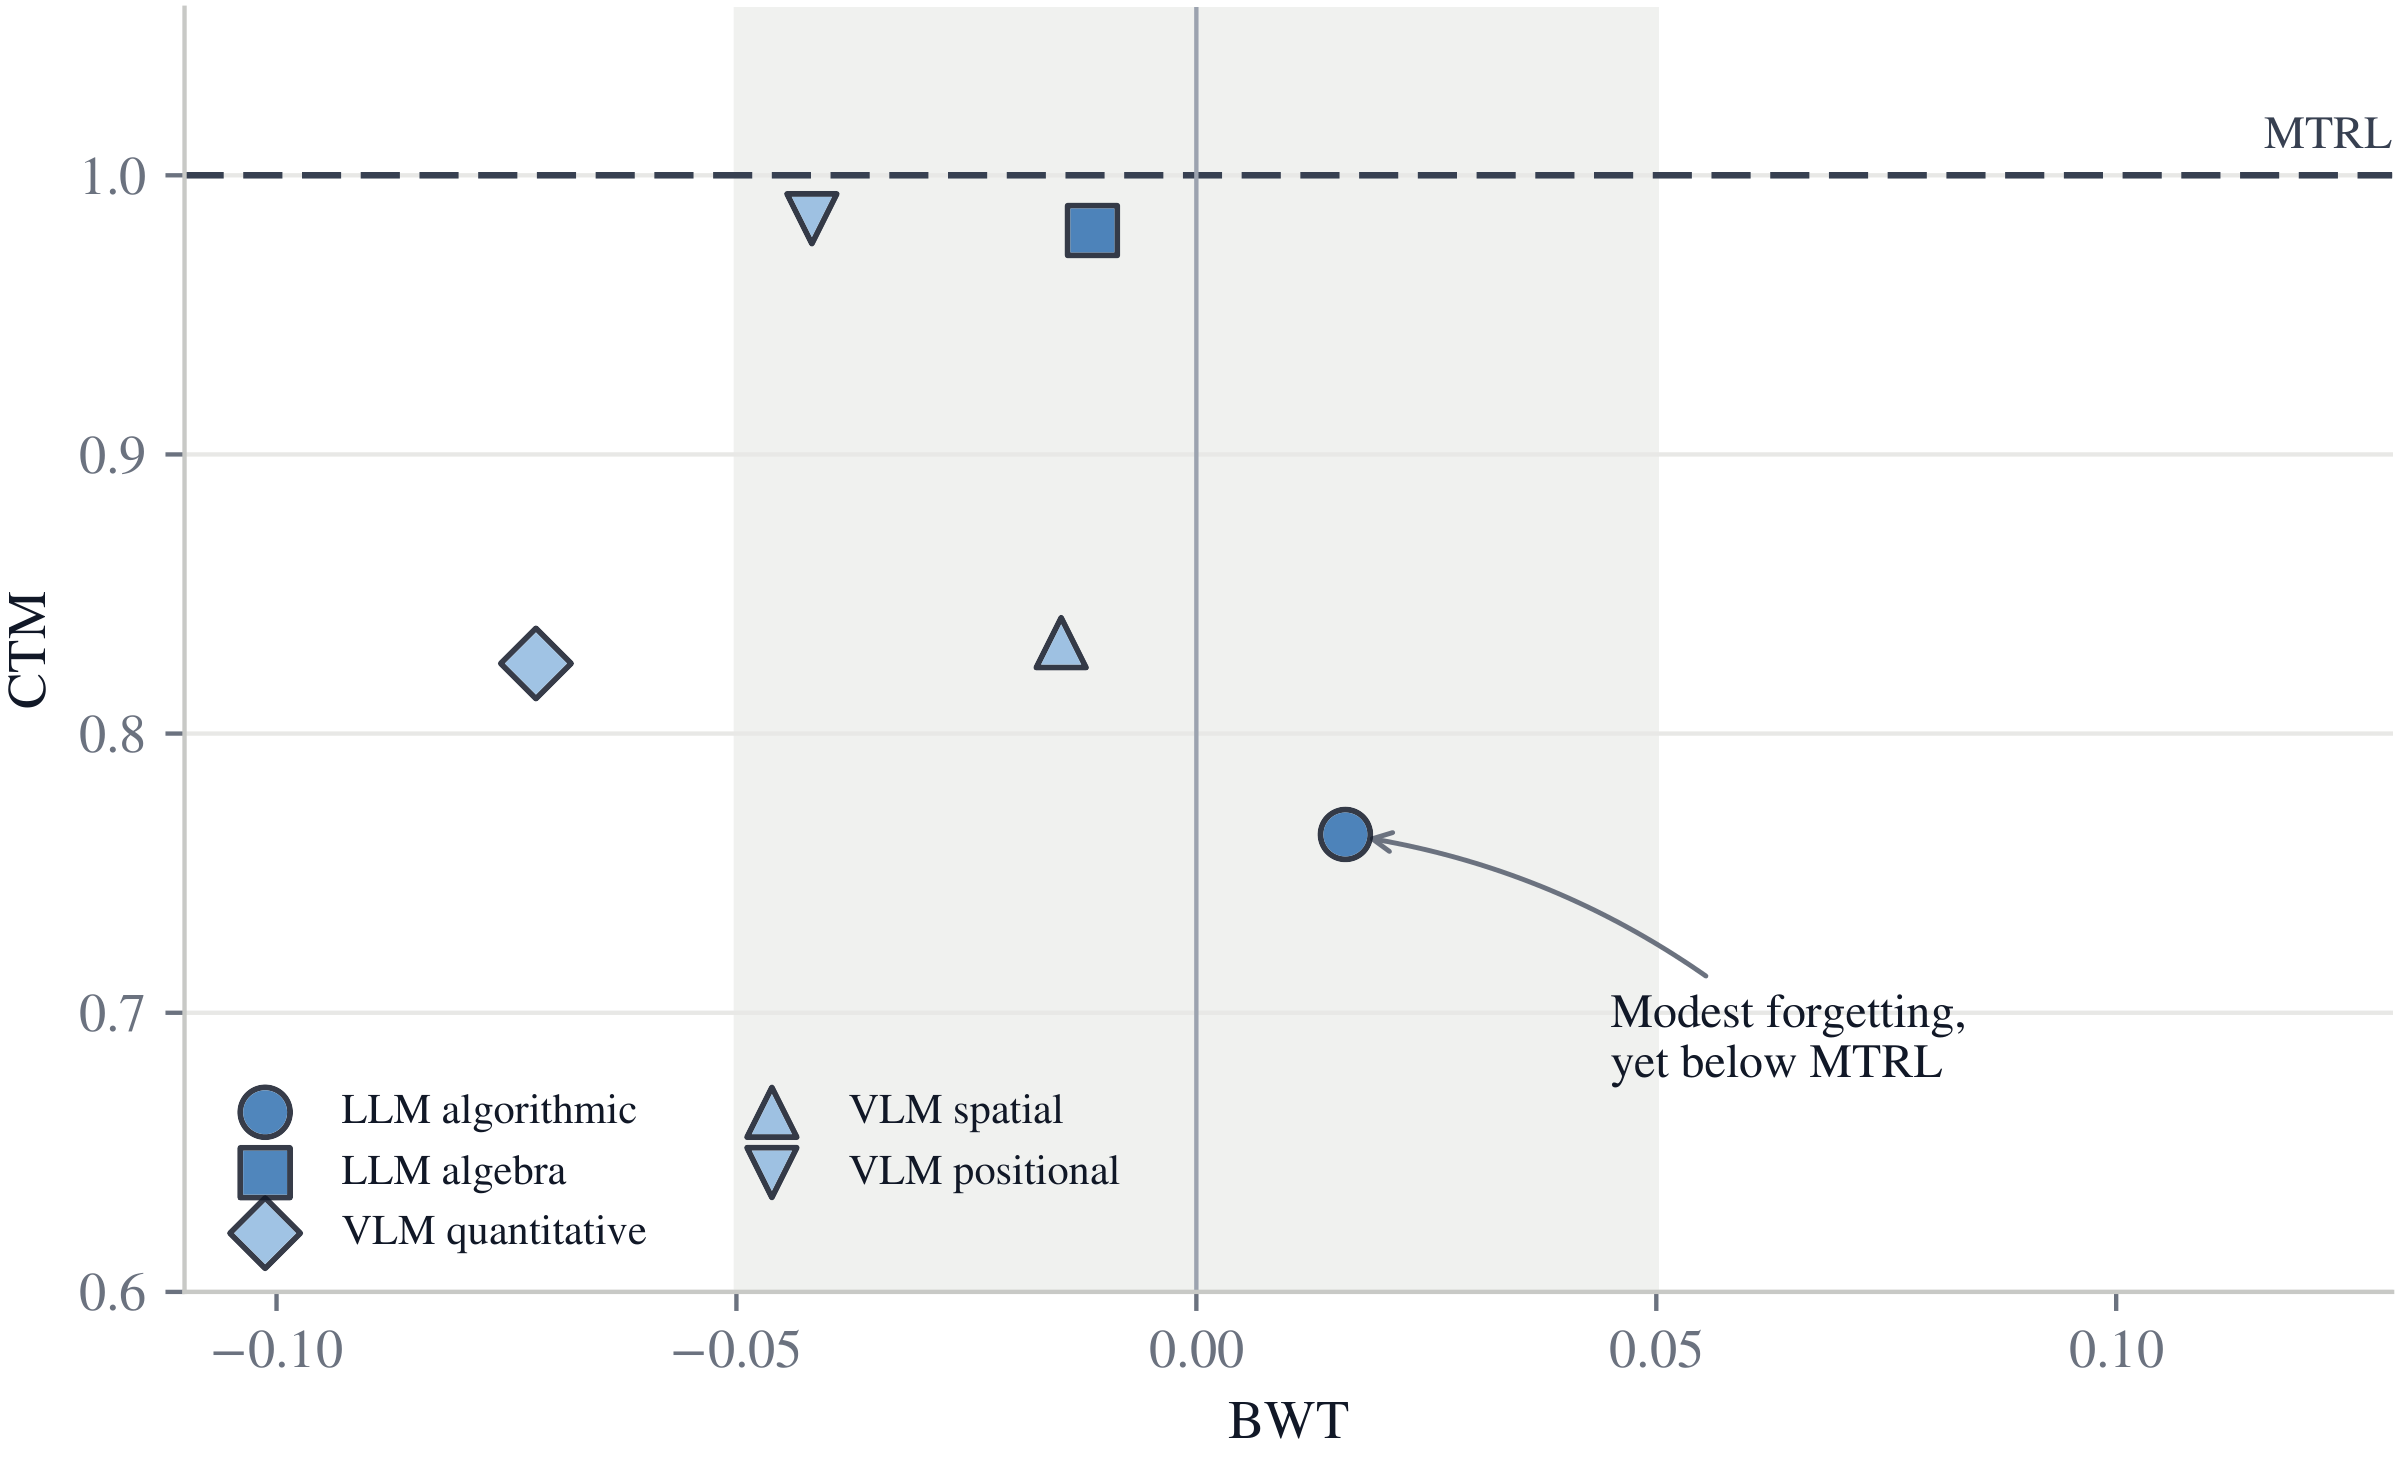 MTRL
1.0
0.9
0.8
0.7
0.6
CTM
Modest forgetting,
yet below MTRL
LLM algorithmic
LLM algebra
VLM quantitative
VLM spatial
VLM positional
−0.10
−0.05
0.00
0.05
0.10
BWT